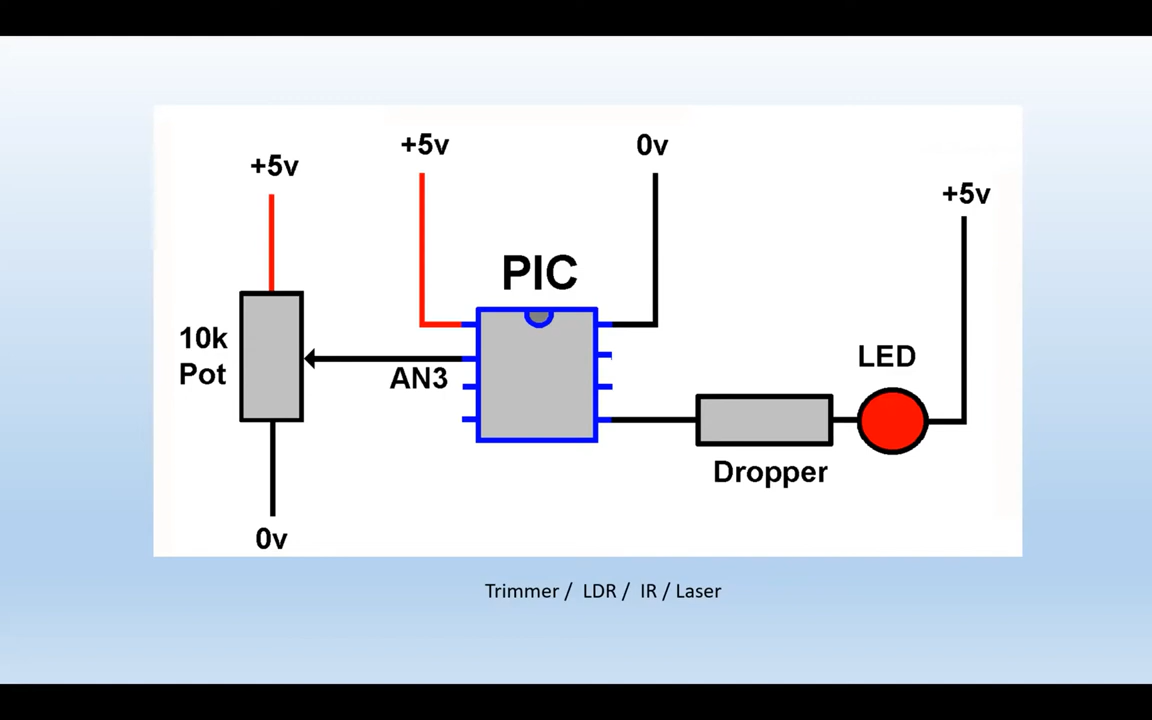 +5v
0v
+5v
+5v
PIC
10k
Pot
AN3
LED
Dropper
0v
Trimmer / LDR / IR / Laser